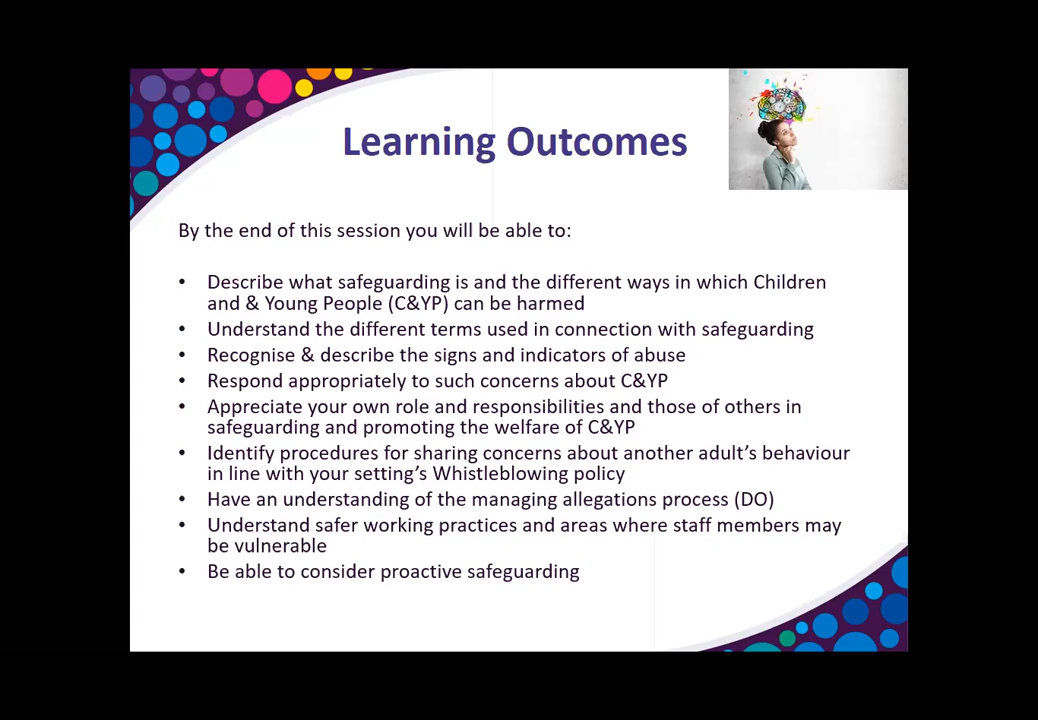 Learning Outcomes
By the end of this session you will be able to:
• Describe what safeguarding is and the different ways in which Children
and & Young People (C&YP) can be harmed
• Understand the different terms used in connection with safeguarding
• Recognise & describe the signs and indicators of abuse
• Respond appropriately to such concerns about C&YP
• Appreciate your own role and responsibilities and those of others in
safeguarding and promoting the welfare of C&YP
• Identify procedures for sharing concerns about another adult’s behaviour
in line with your setting’s Whistleblowing policy
• Have an understanding of the managing allegations process (DO)
• Understand safer working practices and areas where staff members may
be vulnerable
• Be able to consider proactive safeguarding